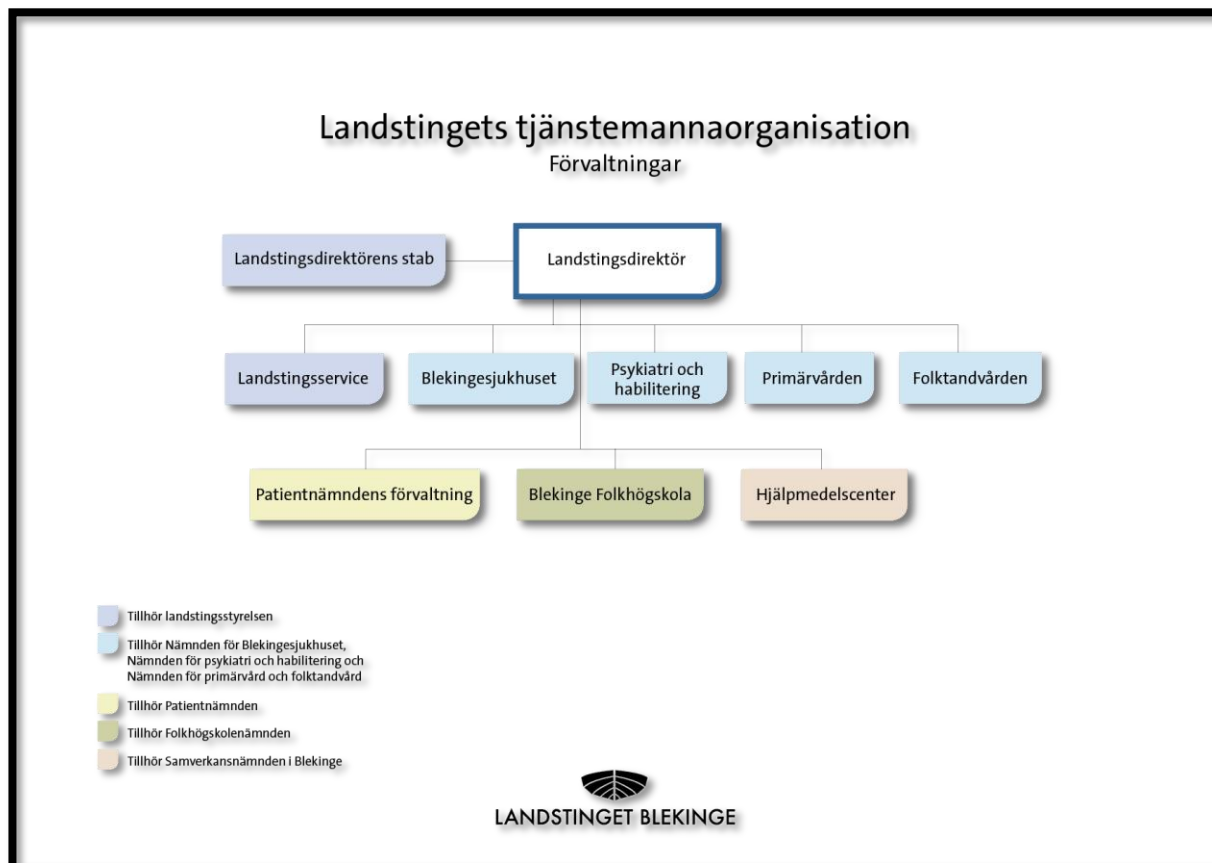 Landstingets tjänstemannaorganisation
Förvaltningar
Landstingsdirektörens stab
Landstingsdirektör
Landstingsservice
Blekingesjukhuset
Psykiatri och
habilitering
Primärvården
Folktandvården
Patientnämndens förvaltning
Blekinge Folkhögskola
Hjälpmedelscenter
Tillhör landstingsstyrelsen
Tillhör Nämnden för Blekingesjukhuset,
Nämnden för psykiatri och habilitering och
Nämnden för primärvård och folktandvård
Tillhör Patientnämnden
Tillhör Folkhögskolenämnden
Tillhör Samverkansnämnden i Blekinge
LANDSTINGET BLEKINGE